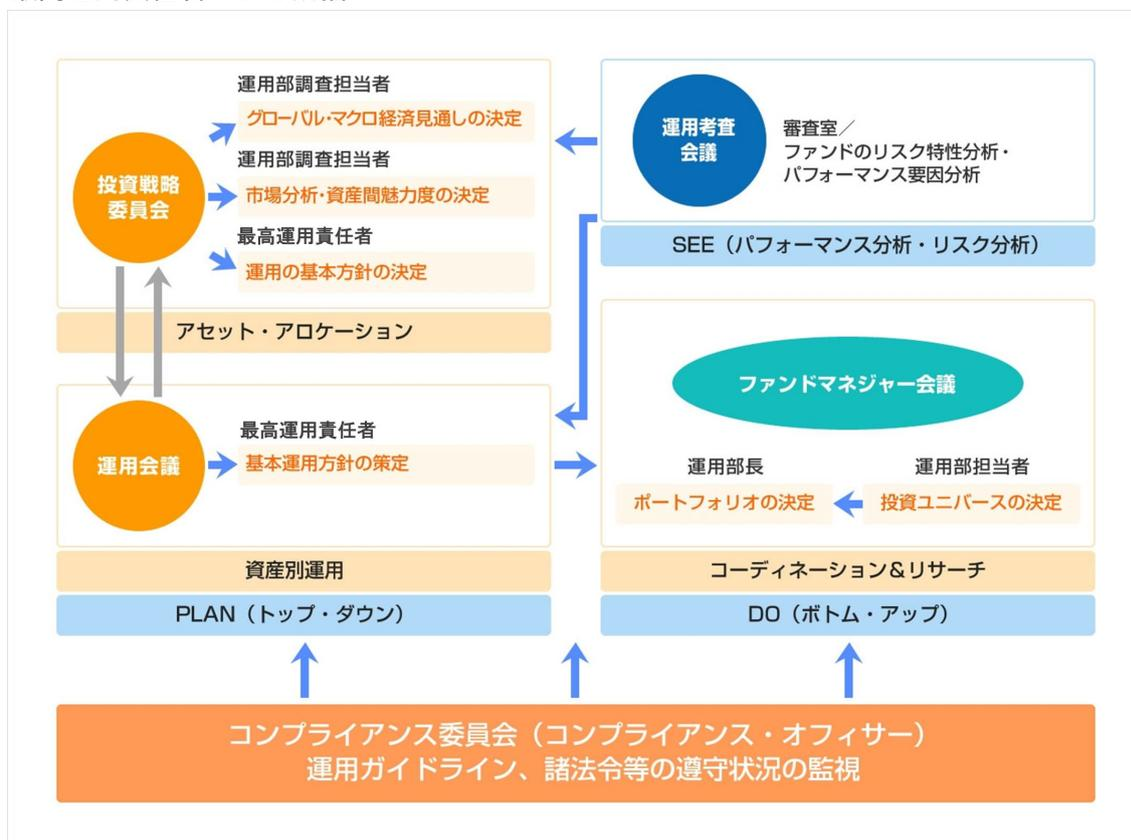 運用部調査担当者
グローバル・マクロ経済見通しの決定
運用部調査担当者
市場分析・資産間魅力度の決定
最高運用責任者
運用の基本方針の決定
投資戦略
委員会
アセット・アロケーション
運用会議
最高運用責任者
基本運用方針の策定
資産別運用
PLAN(トップ・ダウン)
運用考査
会議
審査室/
ファンドのリスク特性分析・
パフォーマンス要因分析
SEE(パフォーマンス分析・リスク分析)
ファンドマネジャー会議
運用部長
ポートフォリオの決定
運用部担当者
投資ユニバースの決定
コーディネーション&リサーチ
DO(ボトム・アップ)
コンプライアンス委員会(コンプライアンス・オフィサー)
運用ガイドライン、諸法令等の遵守状況の監視